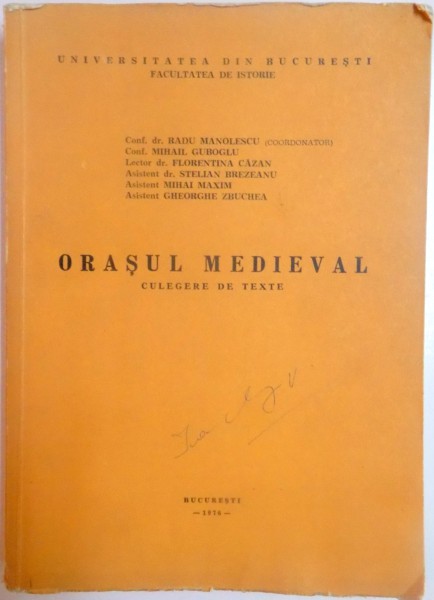 UNIVERSITATEA DIN BUCUREŞTI
FACULTATEA DE ISTORIE
Conf. dr. RADU MANOLESCU (COORDONATOR)
Conf. MIHAIL GUBOGLU
Lector dr. FLORENTINA CĂZAN
Asistent dr. STELIAN BREZEANU
Asistent MIHAI MAXIM
Asistent GHEORGHE ZBUCHEA
ORAŞUL MEDIEVAL
CULEGERE DE TEXTE
BUCUREŞTI
— 1976 —